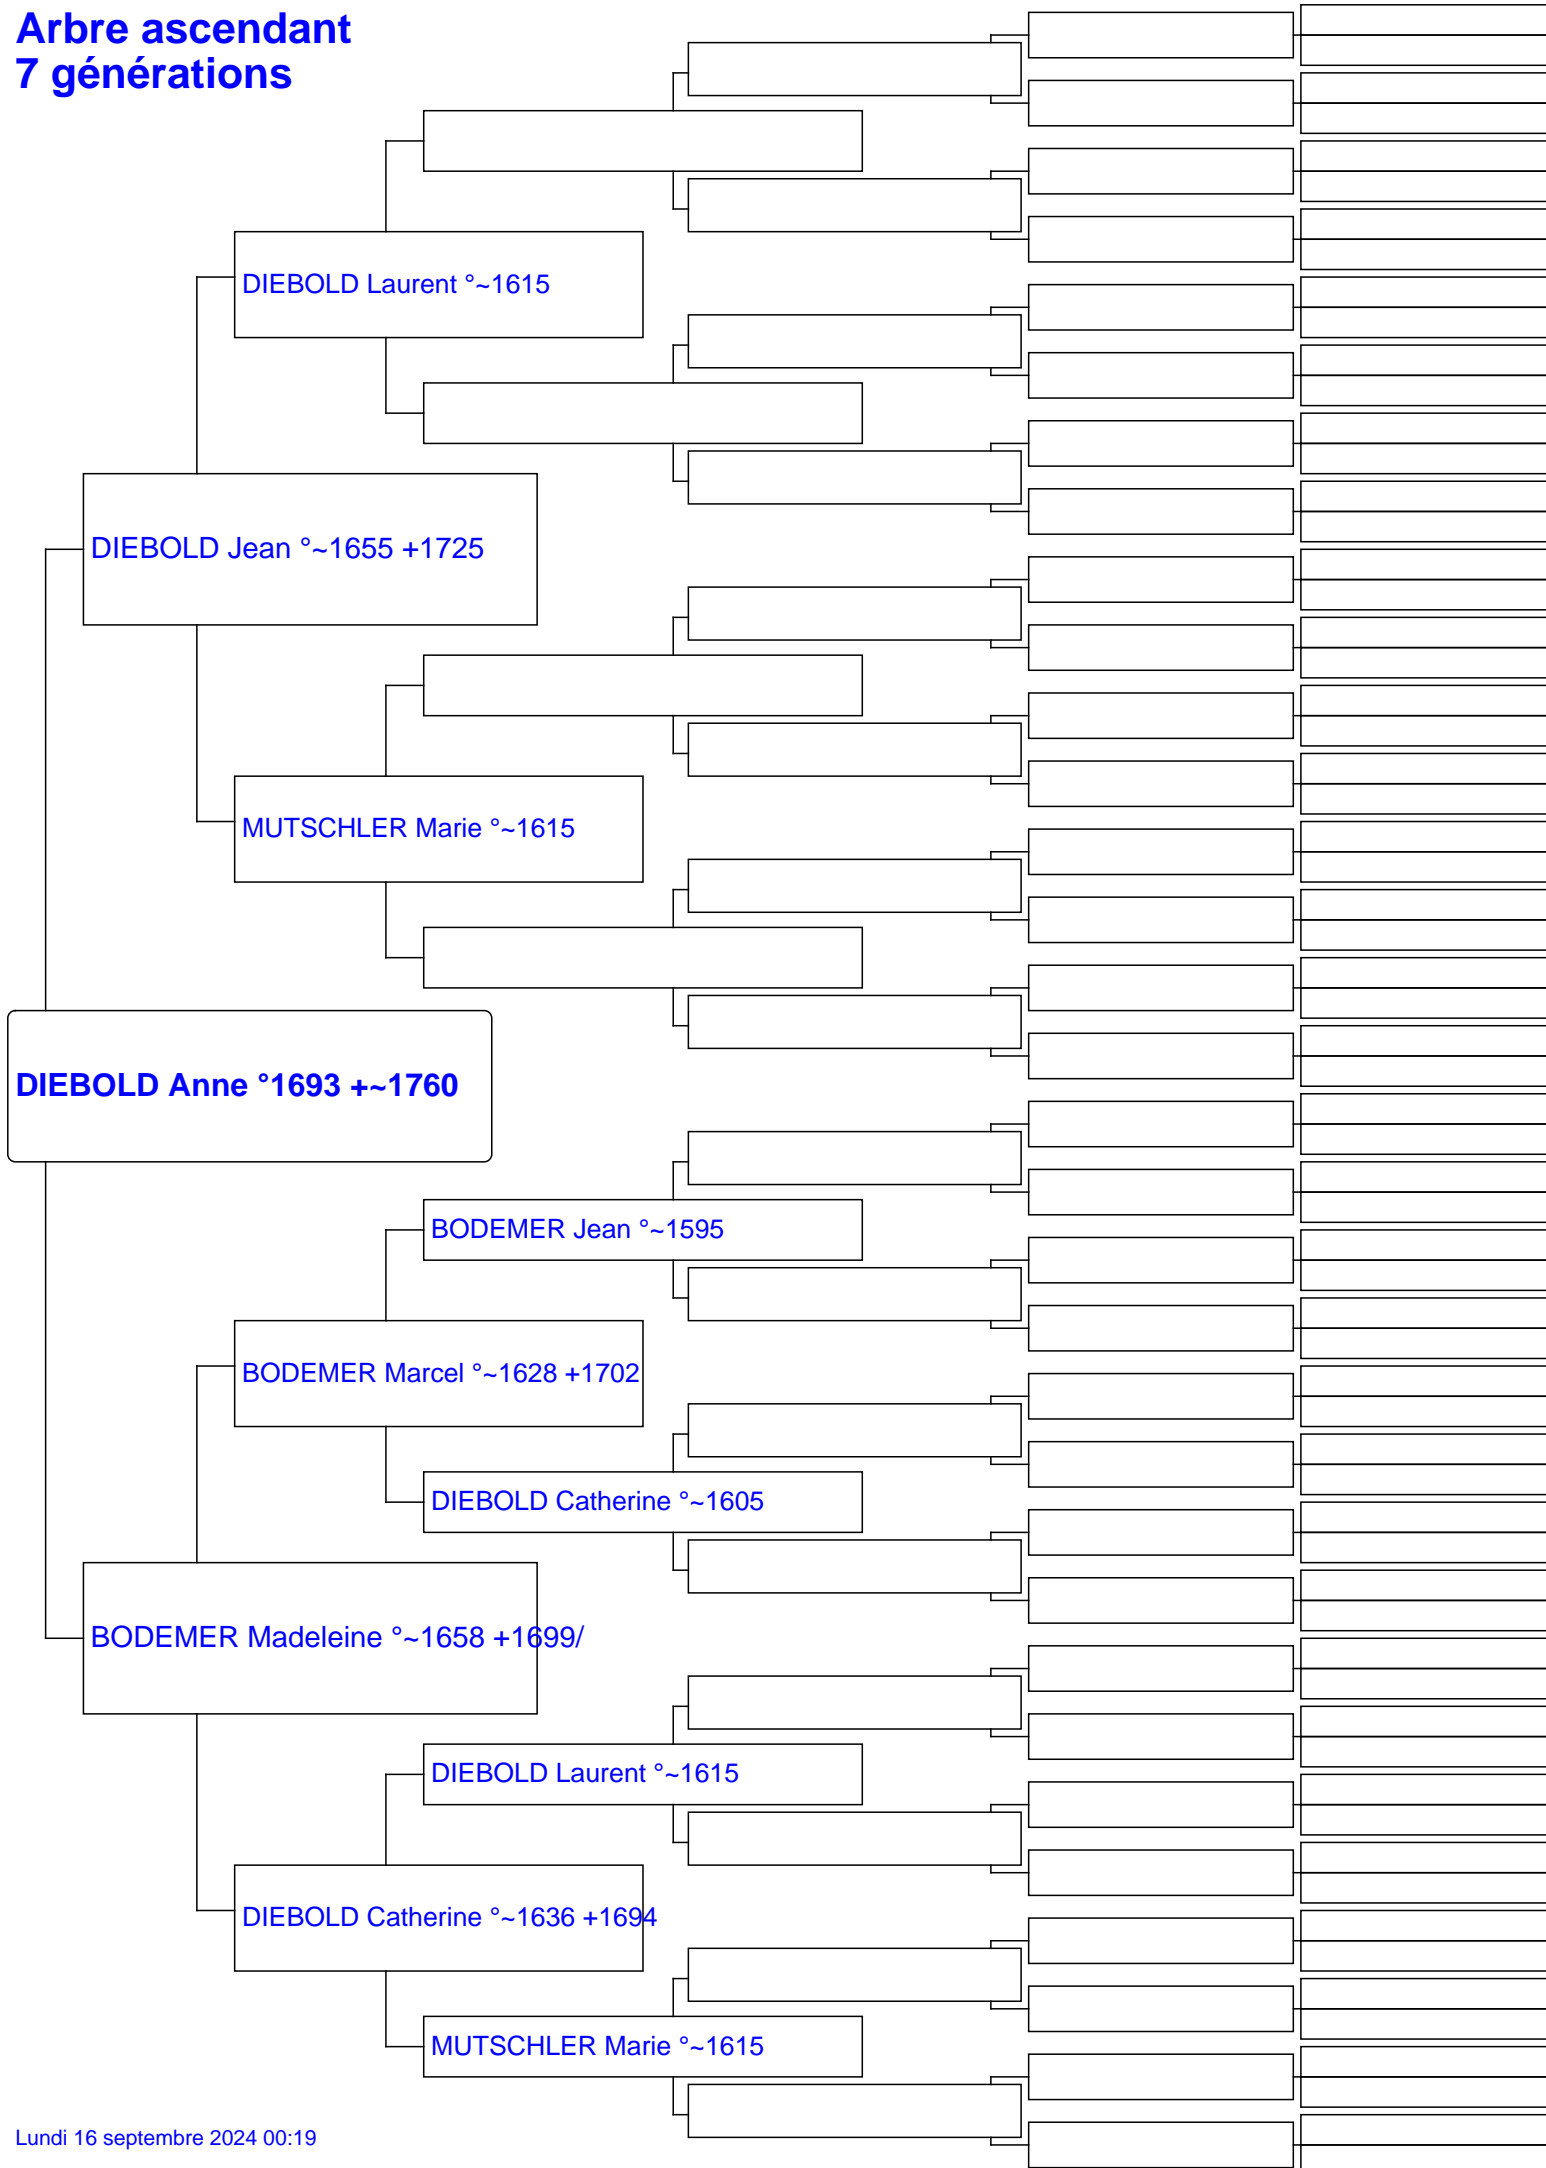 Arbre ascendant
7 générations
DIEBOLD Laurent °~1615
DIEBOLD Jean °~1655 +1725
MUTSCHLER Marie °~1615
DIEBOLD Anne °1693 +~1760
BODEMER Jean °~1595
BODEMER Marcel °~1628 +1702
DIEBOLD Catherine °~1605
BODEMER Madeleine °~1658 +1699/
DIEBOLD Laurent °~1615
DIEBOLD Catherine °~1636 +1694
MUTSCHLER Marie °~1615
Lundi 16 septembre 2024 00:19